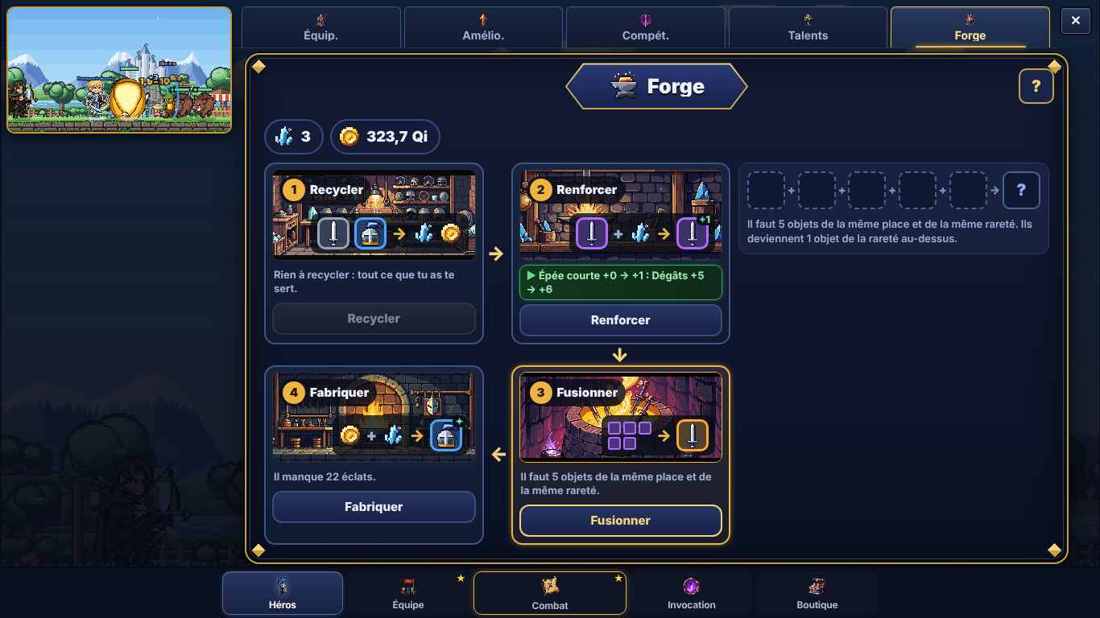 Équip.
Amélio.
Compét.
Talents
Forge
Forge
?
3
323,7 Qi
1 Recycler
Rien à recycler : tout ce que tu as te
sert.
Recycler
2 Renforcer
+1
Épée courte +0 → +1 : Dégâts +5
→ +6
Renforcer
+ + + + → ?
Il faut 5 objets de la même place et de la même rareté. Ils
deviennent 1 objet de la rareté au-dessus.
4 Fabriquer
Il manque 22 éclats.
Fabriquer
3 Fusionner
Il faut 5 objets de la même place et de
la même rareté.
Fusionner
Héros
Équipe
Combat
Invocation
Boutique